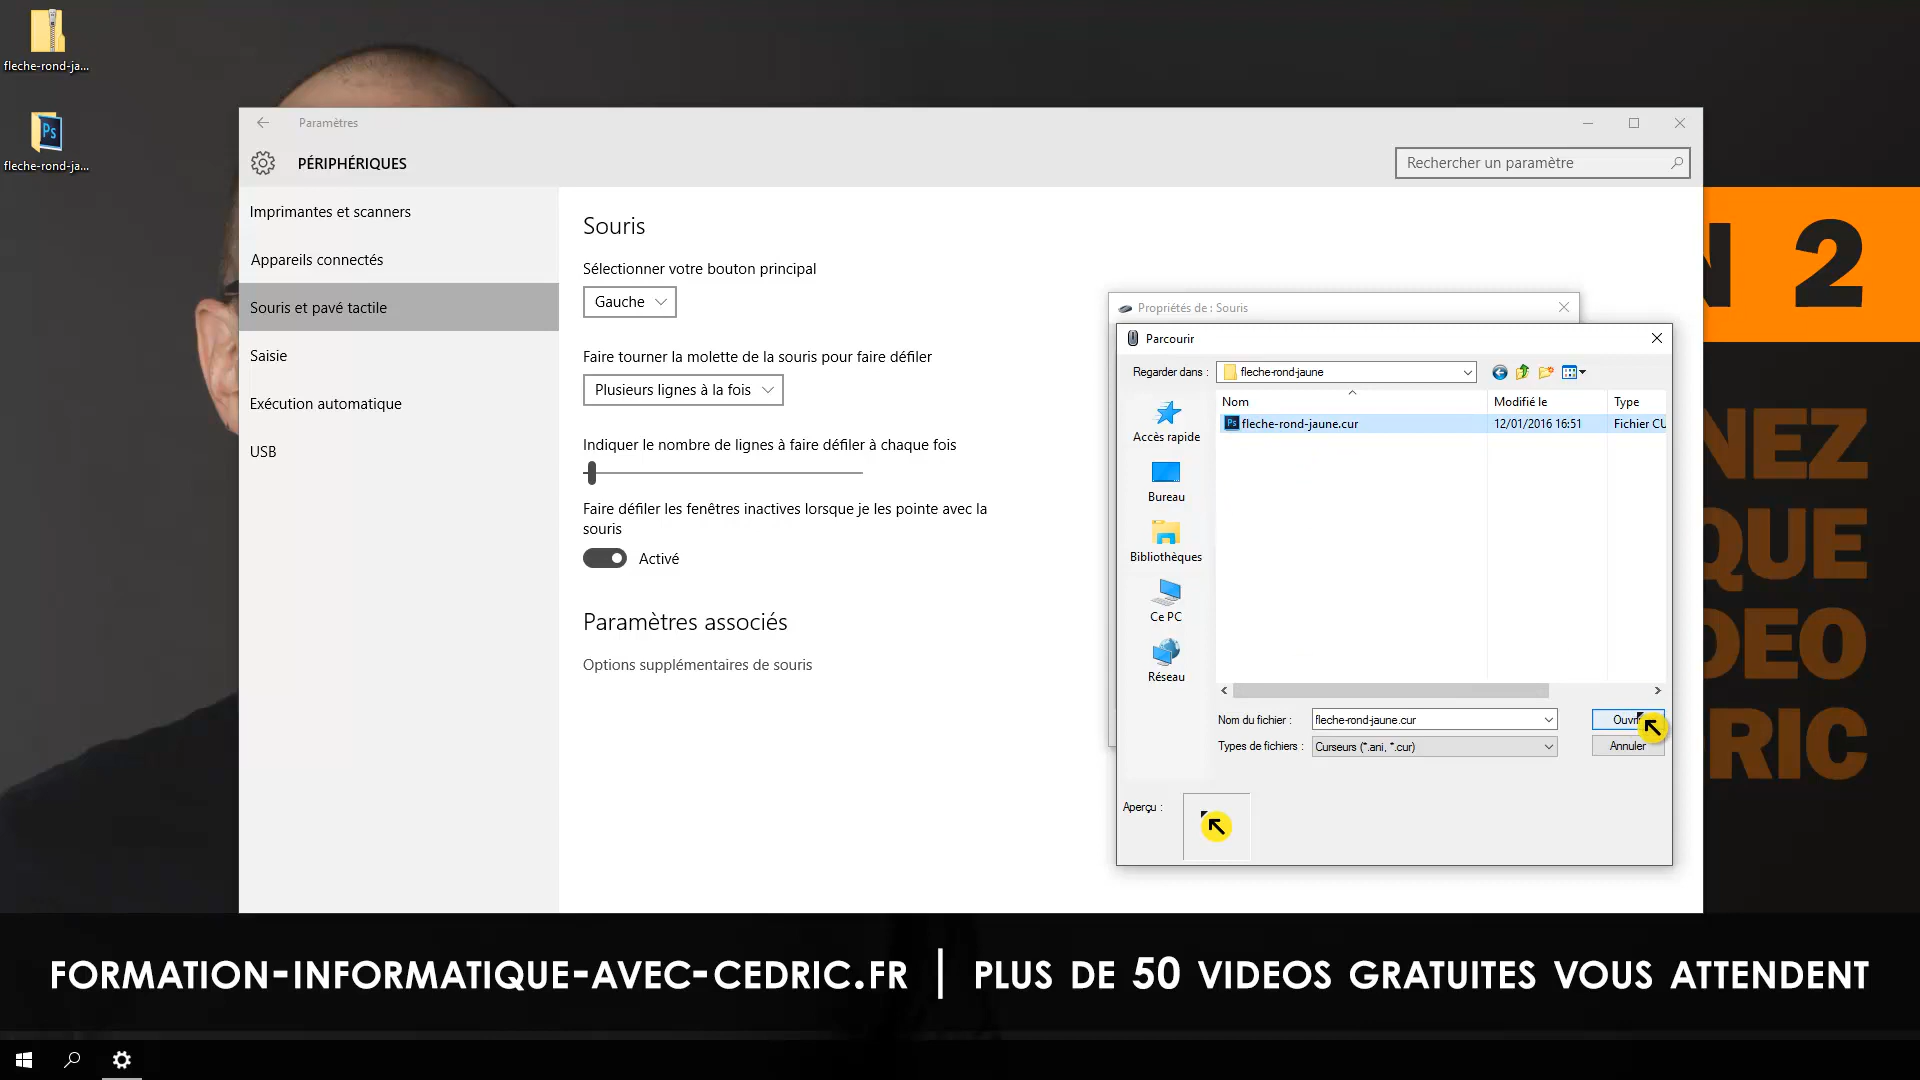 fleche-rond-ja...
fleche-rond-ja...
Paramètres
PÉRIPHÉRIQUES
Rechercher un paramètre
Imprimantes et scanners
Appareils connectés
Souris et pavé tactile
Saisie
Exécution automatique
USB
Souris
Sélectionner votre bouton principal
Gauche
Faire tourner la molette de la souris pour faire défiler
Plusieurs lignes à la fois
Indiquer le nombre de lignes à faire défiler à chaque fois
Faire défiler les fenêtres inactives lorsque je les pointe avec la
souris
Activé
Paramètres associés
Options supplémentaires de souris
Propriétés de : Souris
Parcourir
Regarder dans :
fleche-rond-jaune
Accès rapide
Bureau
Bibliothèques
Ce PC
Réseau
Nom
Modifié le
Type
Ps
fleche-rond-jaune.cur
12/01/2016 16:51
Fichier CU
Nom du fichier :
fleche-rond-jaune.cur
Types de fichiers :
Curseurs (*.ani, *.cur)
Annuler
Aperçu :
Ps
N 2
NEZ
QUE
DEO
RIC
FORMATION-INFORMATIQUE-AVEC-CEDRIC.FR | PLUS DE 50 VIDEOS GRATUITES VOUS ATTENDENT